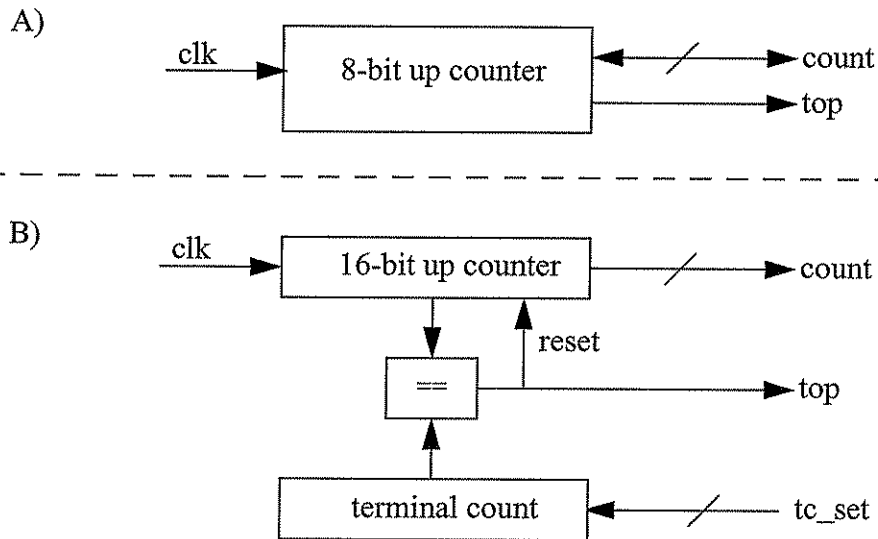 A)
clk
8-bit up counter
count
top
B)
clk
16-bit up counter
count
reset
==
top
terminal count
tc_set